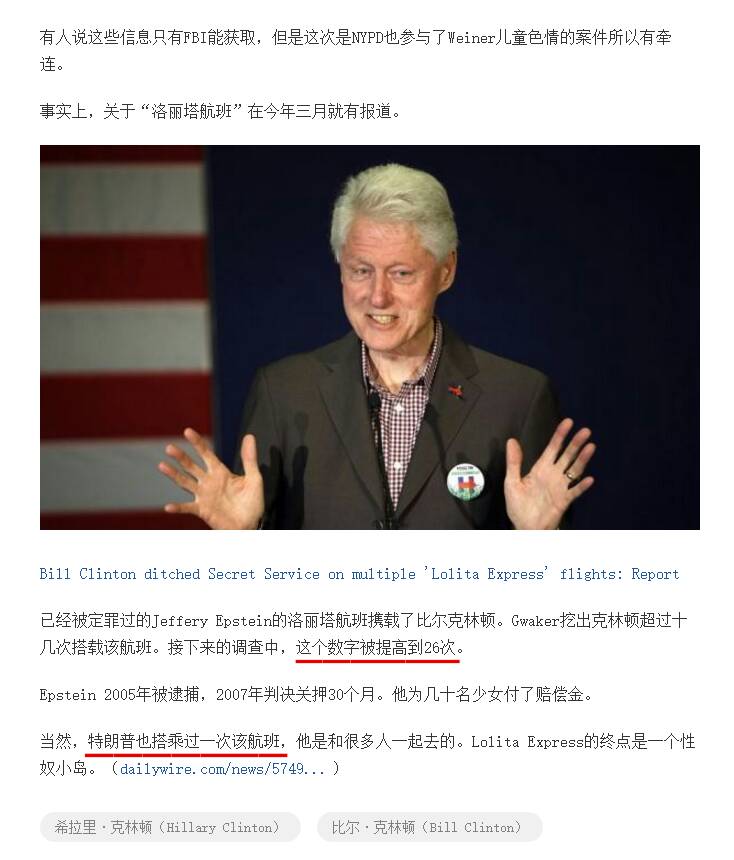 有人说这些信息只有FBI能获取，但是这次是NYPD也参与了Weiner儿童色情的案件所以有牵
连。
事实上，关于“洛丽塔航班”在今年三月就有报道。
H
Bill Clinton ditched Secret Service on multiple 'Lolita Express' flights: Report
已经被定罪过的Jeffery Epstein的洛丽塔航班携载了比尔克林顿。Gwaker挖出克林顿超过十
几次搭载该航班。接下来的调查中，这个数字被提高到26次。
Epstein 2005年被逮捕，2007年判决关押30个月。他为几十名少女付了赔偿金。
当然，特朗普也搭乘过一次该航班，他是和很多人一起去的。Lolita Express的终点是一个性
奴小岛。（dailywire.com/news/5749... ）
希拉里·克林顿（Hillary Clinton） 比尔·克林顿（Bill Clinton）